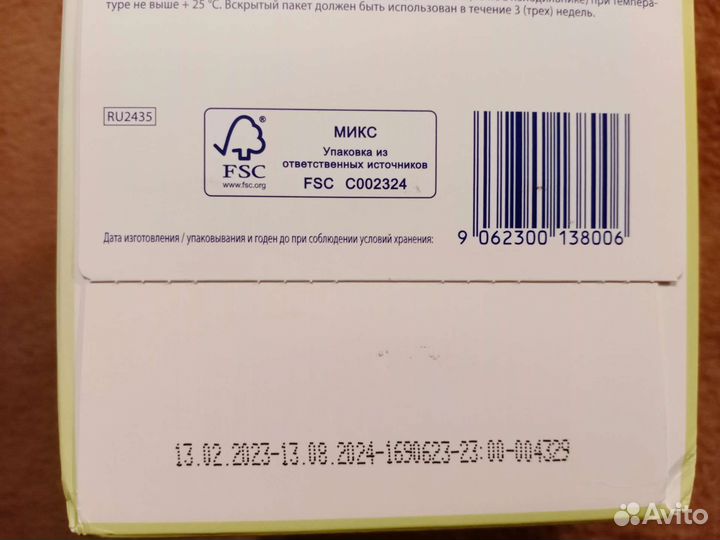 при темпера-
туре не выше + 25 °C. Вскрытый пакет должен быть использован в течение 3 (трех) недель.
RU2435
®
FSC
www.fsc.org
МИКС
Упаковка из
ответственных источников
FSC C002324
Дата изготовления / упаковывания и годен до при соблюдении условий хранения:
9 062300 138006
13.02.2023-13.08.2024-1690623-23:00-004329
Avito